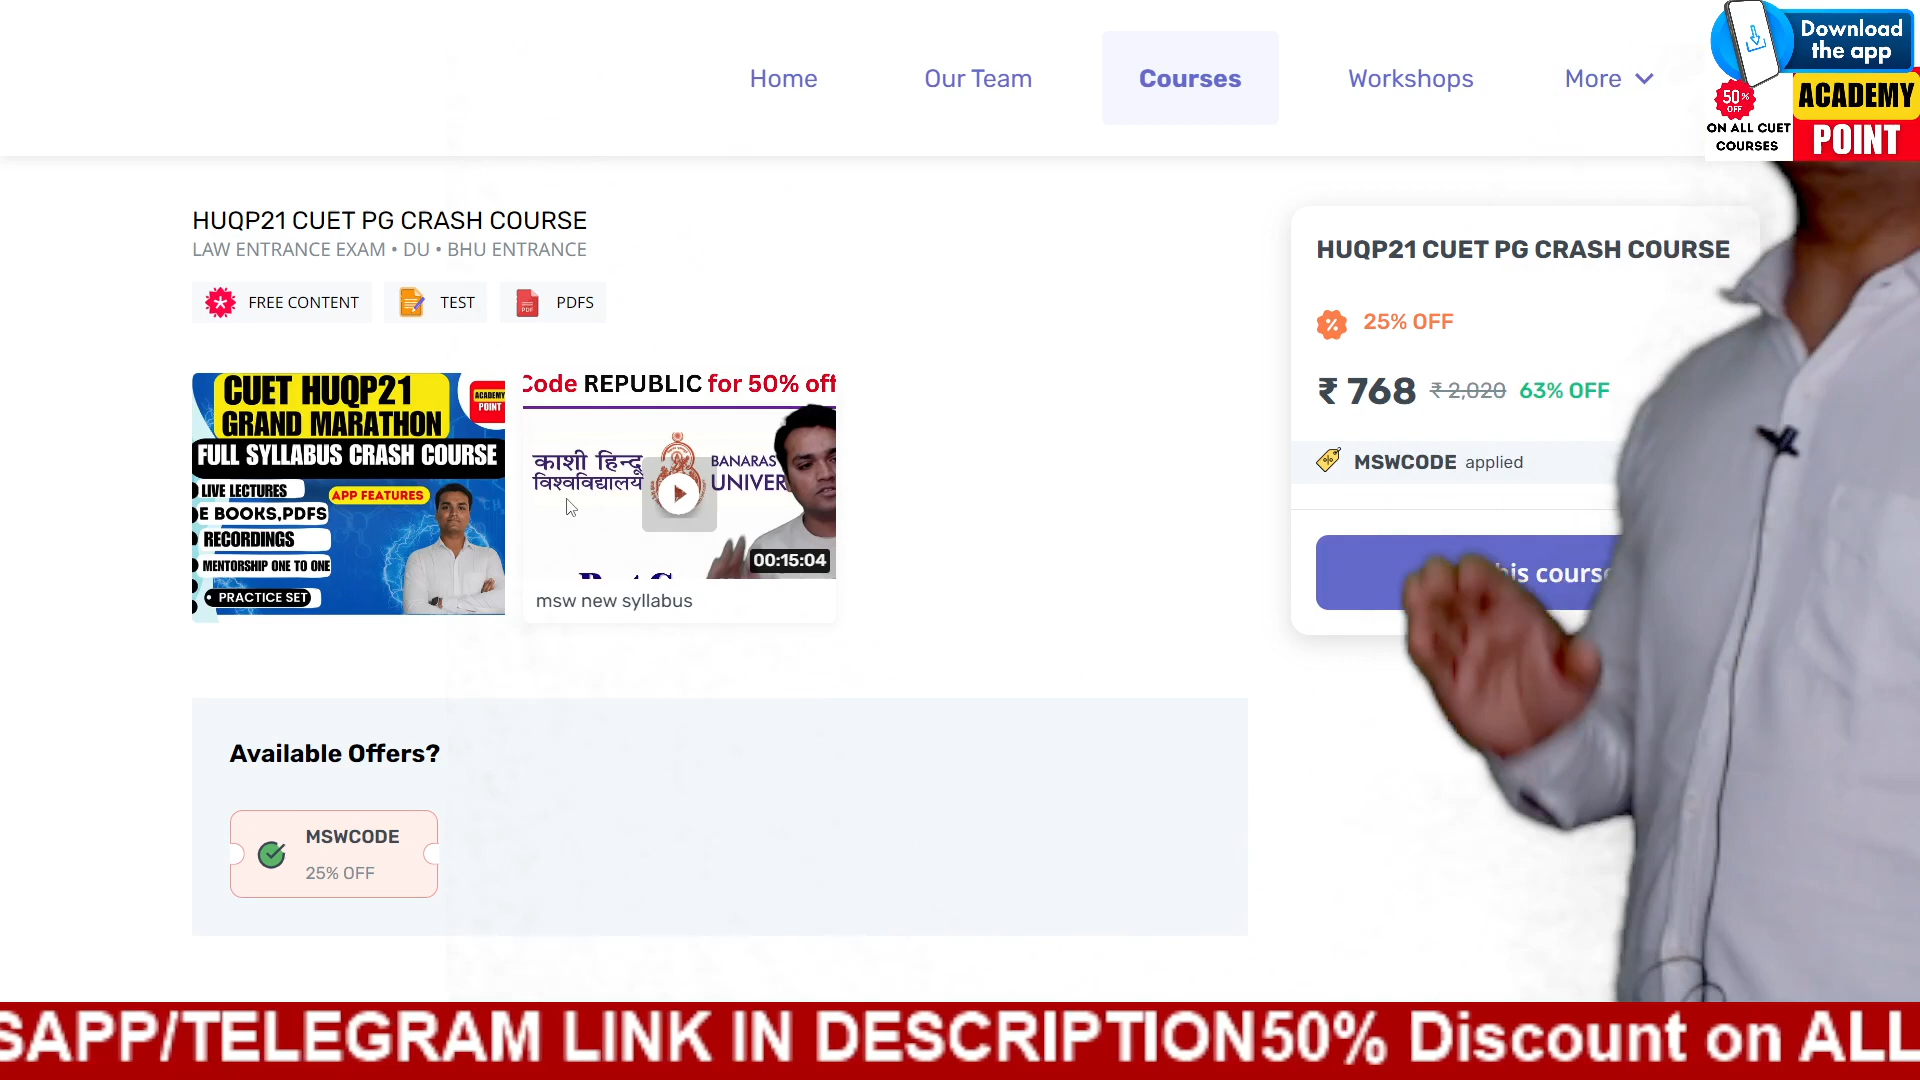 Home
Our Team
Courses
Workshops
More
Download
the app
50%
OFF
ON ALL CUET
COURSES
ACADEMY
POINT
HUQP21 CUET PG CRASH COURSE
LAW ENTRANCE EXAM • DU • BHU ENTRANCE
FREE CONTENT
TEST
PDFS
CUET HUQP21
GRAND MARATHON
FULL SYLLABUS CRASH COURSE
ACADEMY
POINT
LIVE LECTURES
APP FEATURES
E BOOKS,PDFS
RECORDINGS
MENTORSHIP ONE TO ONE
• PRACTICE SET
Code REPUBLIC for 50% off
काशी हिन्दू
विश्वविद्यालय
BANARAS
UNIVER
00:15:04
msw new syllabus
HUQP21 CUET PG CRASH COURSE
25% OFF
₹ 768 ₹ 2,020 63% OFF
MSWCODE applied
his course
Available Offers?
MSWCODE
25% OFF
SAPP/TELEGRAM LINK IN DESCRIPTION50% Discount on ALL